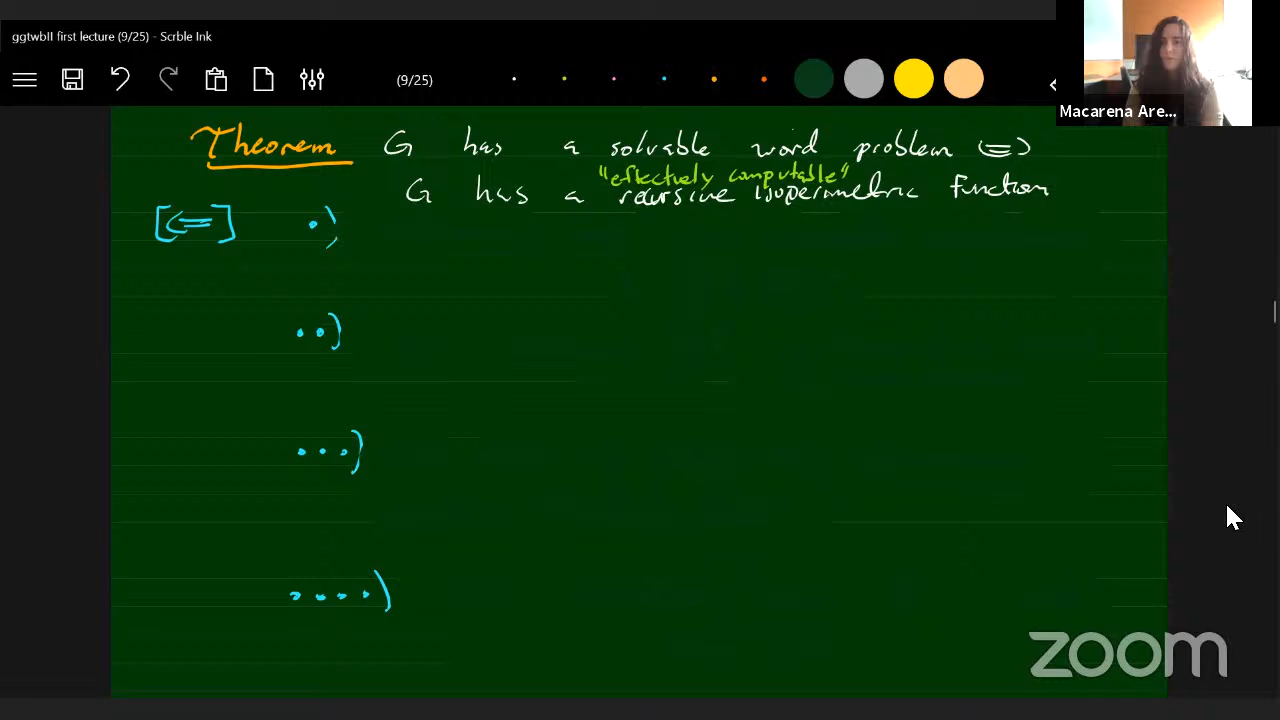 ggtwbII first lecture (9/25) - Scrble Ink
(9/25)
Macarena Are...
Theorem G has a solvable word problem <=>
"effectively computable"
G has a recursive isoperimetric function
[<=] •)
••)
•••)
••••)
zoom